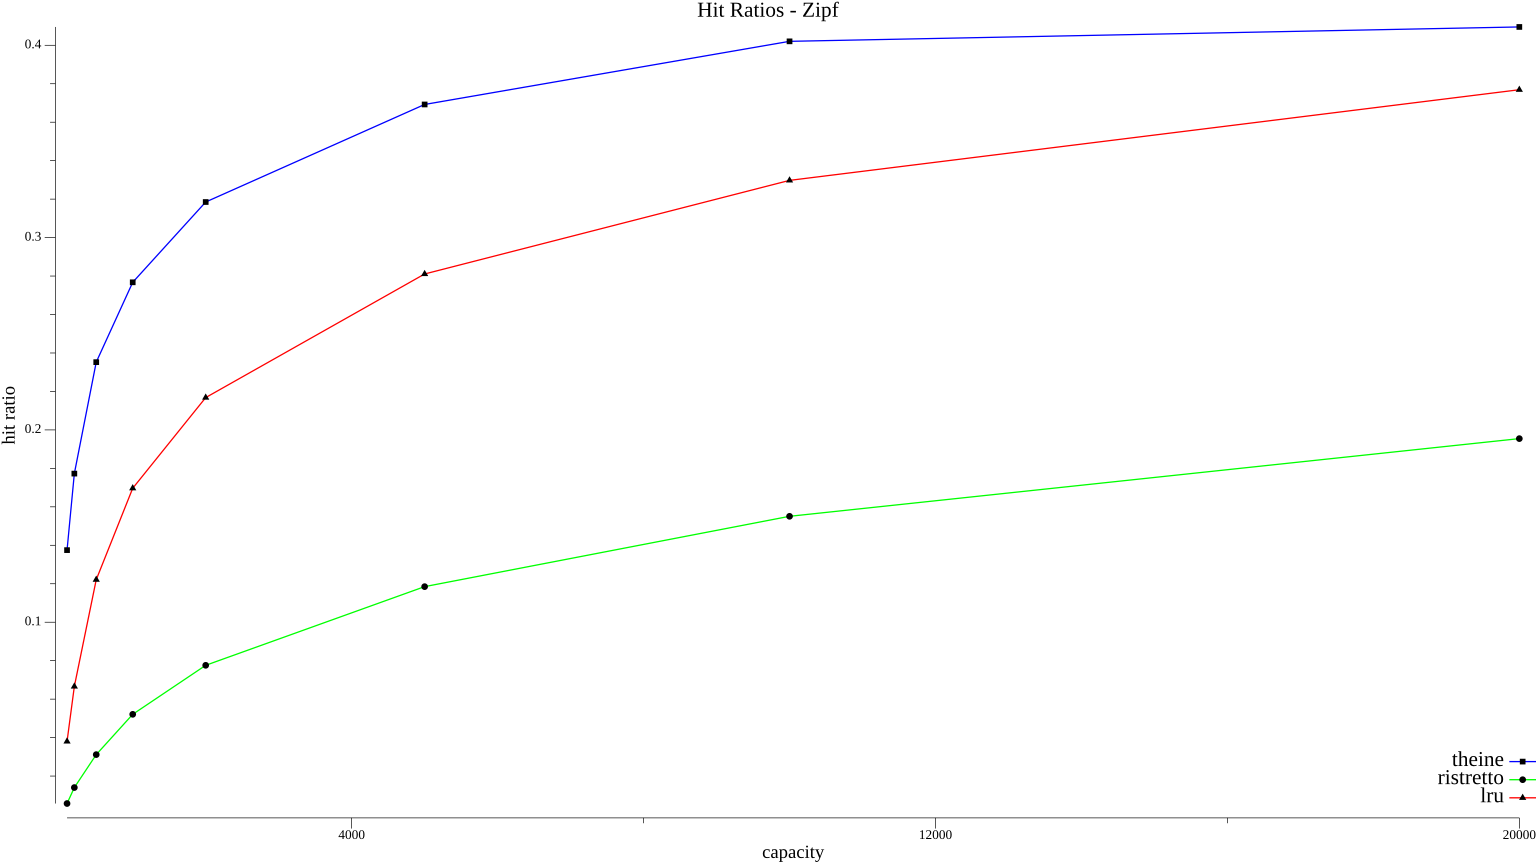 Hit Ratios - Zipf
0.4
0.3
0.2
0.1
hit ratio
theine
ristretto
lru
4000
12000
20000
capacity